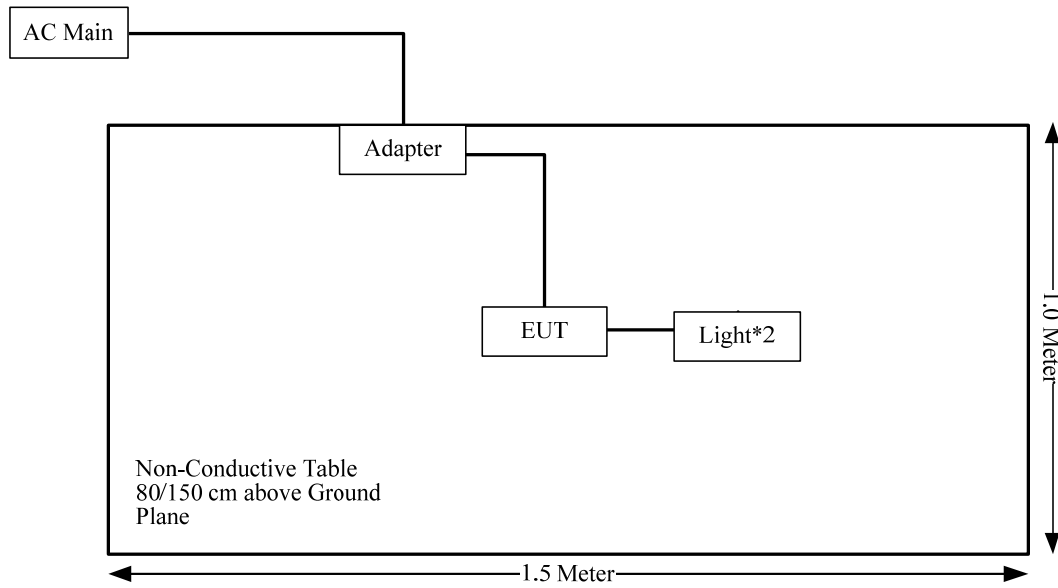 AC Main
Adapter
EUT
Light*2
1.0 Meter
Non-Conductive Table
80/150 cm above Ground
Plane
1.5 Meter